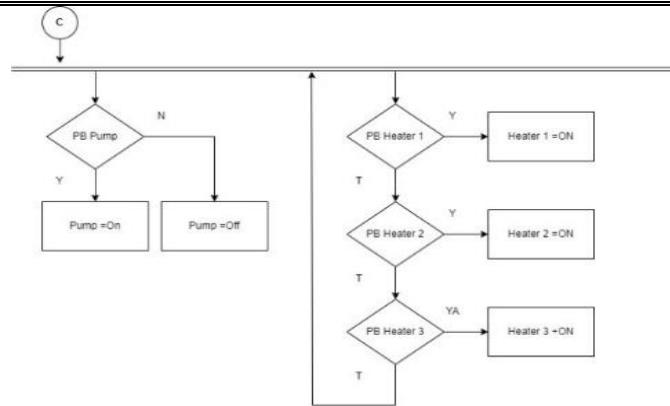 C
N
Y
PB Pump
PB Heater 1
Heater 1 =ON
Y
T
Pump =On
Pump =Off
Y
PB Heater 2
Heater 2 =ON
T
YA
PB Heater 3
Heater 3 =ON
T